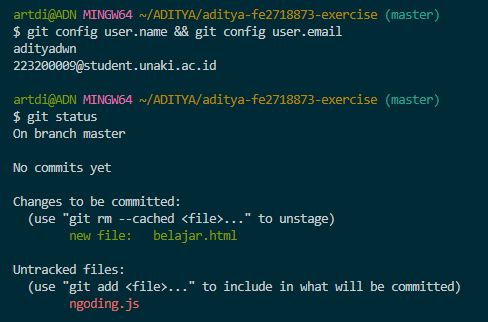 artdi@ADN MINGW64 ~/ADITYA/aditya-fe2718873-exercise (master)
$ git config user.name && git config user.email
adityadwn
223200009@student.unaki.ac.id
artdi@ADN MINGW64 ~/ADITYA/aditya-fe2718873-exercise (master)
$ git status
On branch master
No commits yet
Changes to be committed:
(use "git rm --cached <file>..." to unstage)
new file:   belajar.html
Untracked files:
(use "git add <file>..." to include in what will be committed)
ngoding.js